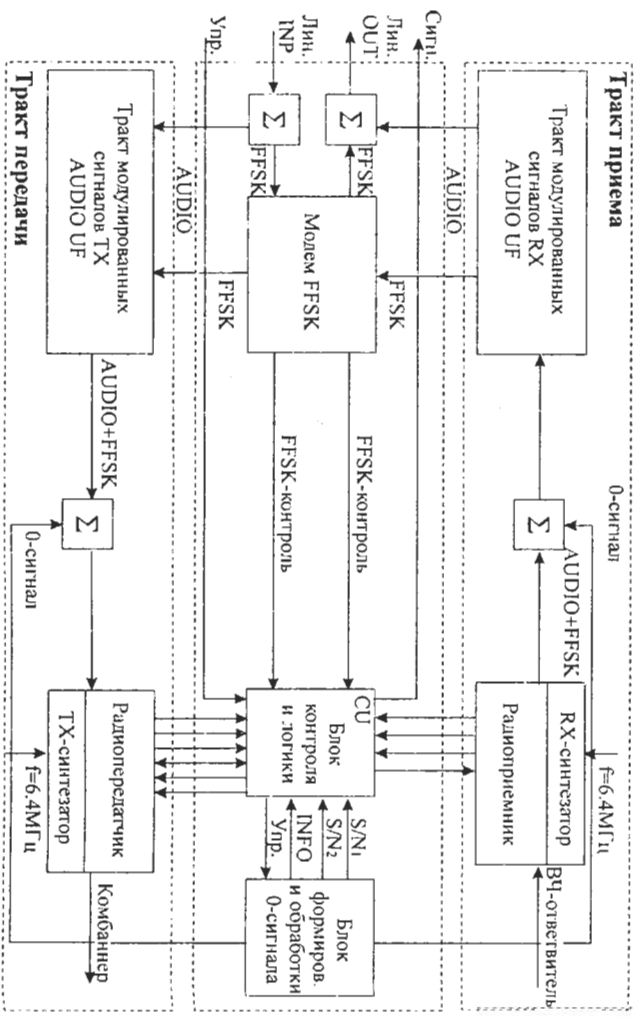 Тракт приема
Тракт модулированных
сигналов RX
AUDIO UF
0-сигнал
Σ
AUDIO+FFSK
RX-синтезатор
Радиоприемник
f=6.4МГц
ВЧ-ответвитель
Сигн.
Лин.
OUT
Лин.
INP
Упр.
Σ
Σ
FFSK
FFSK
AUDIO
AUDIO
Модем FFSK
FFSK
FFSK
FFSK-контроль
FFSK-контроль
CU
Блок
контроля
и логики
S/N1
S/N2
INFO
Упр.
Блок
формиров.
и обработки
0-сигнала
Тракт модулированных
сигналов TX
AUDIO UF
Тракт передачи
AUDIO+FFSK
Σ
0-сигнал
Радиопередатчик
TX-синтезатор
f=6.4МГц
Комбаннер